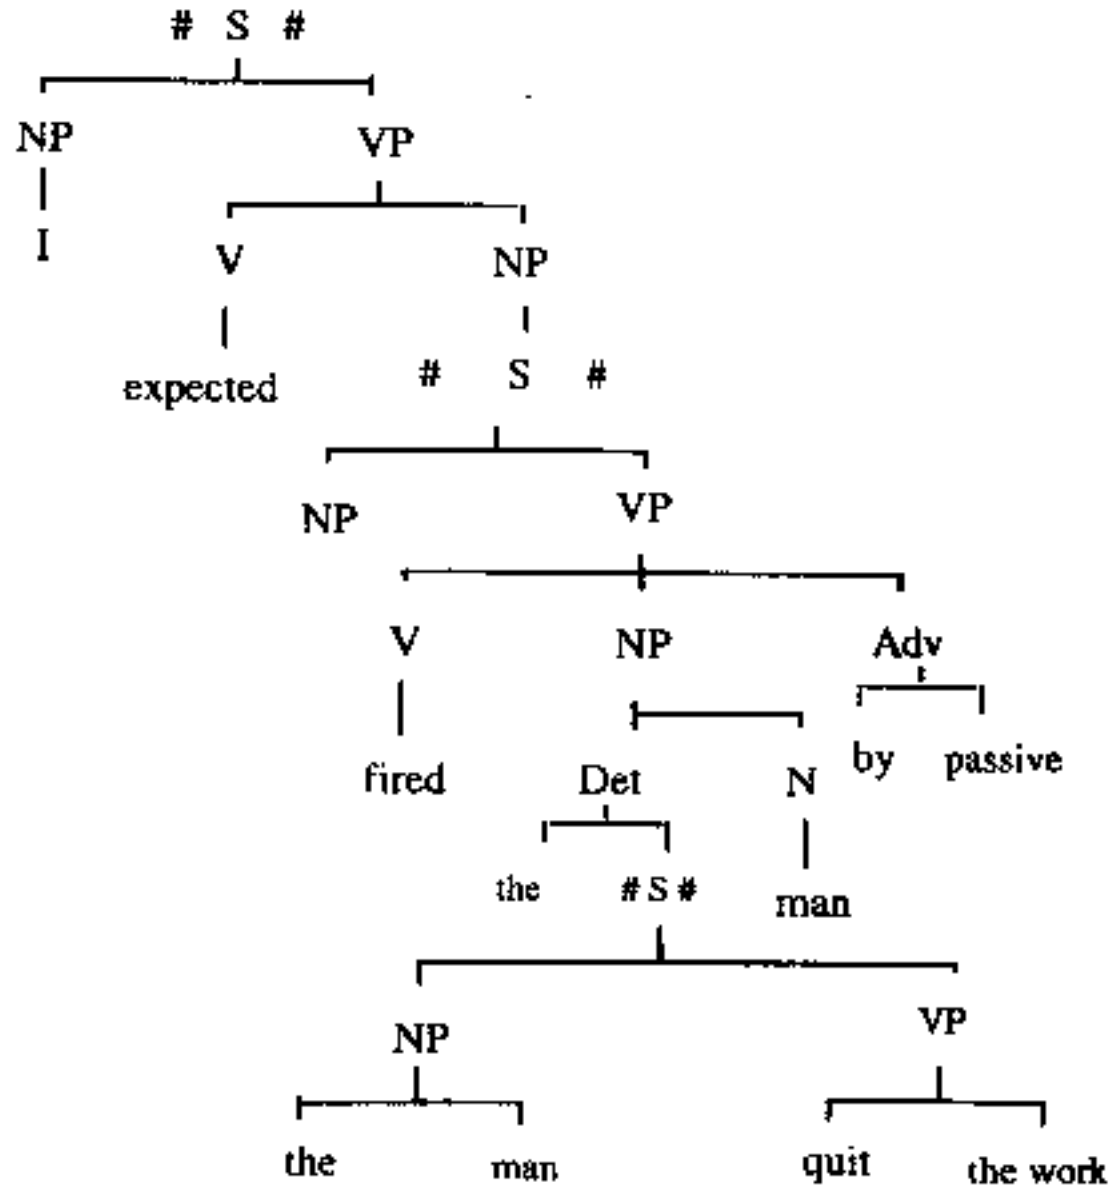 # S #
NP VP
I V NP
expected # S #
NP VP
V NP Adv
fired Det N by passive
the # S # man
NP VP
the man quit the work